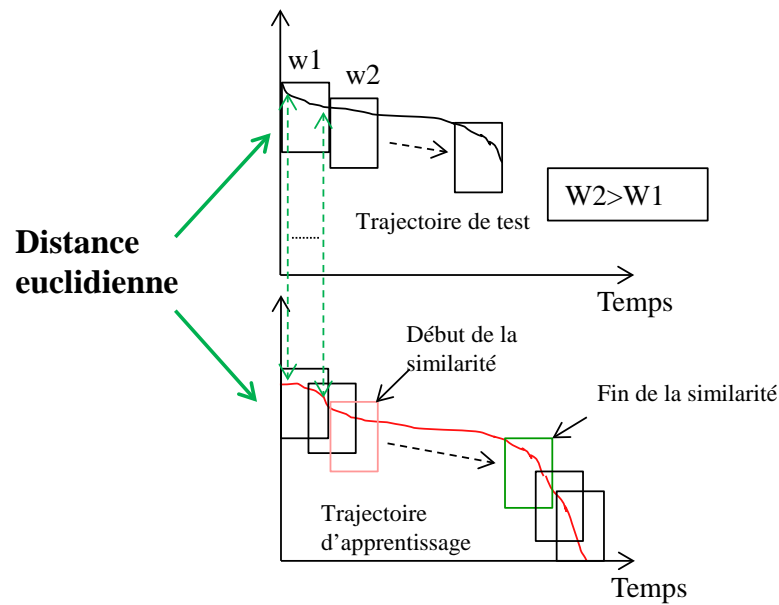 w1
w2
W2>W1
Trajectoire de test
........
Distance
euclidienne
Temps
Début de la
similarité
Fin de la similarité
Trajectoire
d’apprentissage
Temps